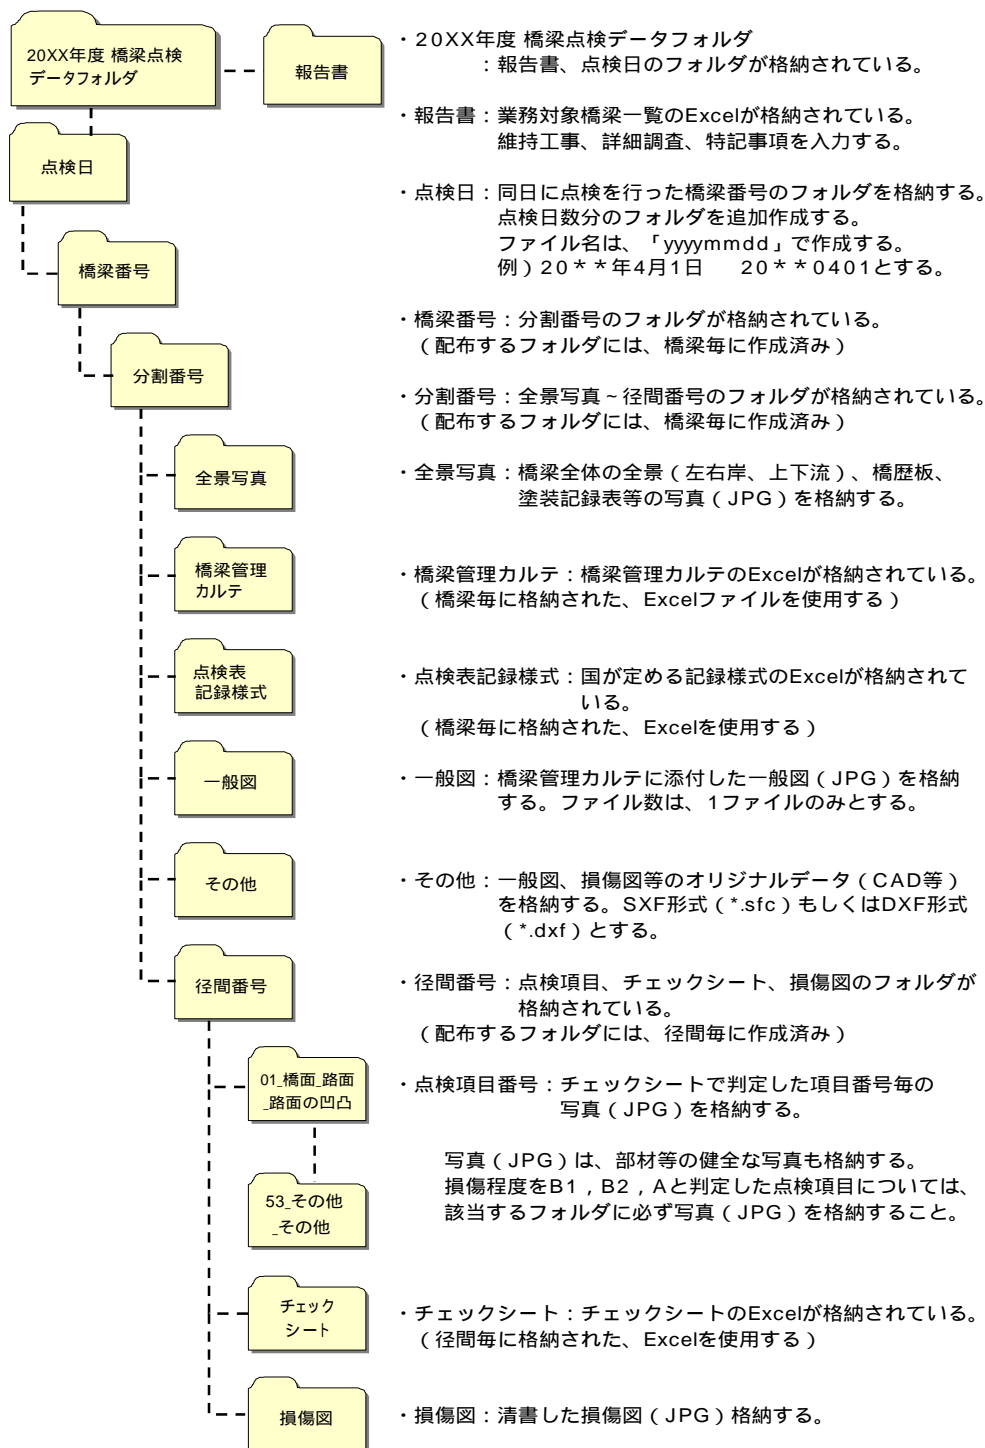 20XX年度 橋梁点検
データフォルダ
報告書
・20XX年度 橋梁点検データフォルダ
：報告書、点検日のフォルダが格納されている。
・報告書：業務対象橋梁一覧のExcelが格納されている。
維持工事、詳細調査、特記事項を入力する。
点検日
・点検日：同日に点検を行った橋梁番号のフォルダを格納する。
点検日数分のフォルダを追加作成する。
ファイル名は、「yyyymmdd」で作成する。
例）20＊＊年4月1日　　20＊＊0401とする。
橋梁番号
・橋梁番号：分割番号のフォルダが格納されている。
（配布するフォルダには、橋梁毎に作成済み）
分割番号
・分割番号：全景写真～径間番号のフォルダが格納されている。
（配布するフォルダには、橋梁毎に作成済み）
全景写真
・全景写真：橋梁全体の全景（左右岸、上下流）、橋歴板、
塗装記録表等の写真（JPG）を格納する。
橋梁管理
カルテ
・橋梁管理カルテ：橋梁管理カルテのExcelが格納されている。
（橋梁毎に格納された、Excelファイルを使用する）
点検表
記録様式
・点検表記録様式：国が定める記録様式のExcelが格納されて
いる。
（橋梁毎に格納された、Excelを使用する）
一般図
・一般図：橋梁管理カルテに添付した一般図（JPG）を格納
する。ファイル数は、1ファイルのみとする。
その他
・その他：一般図、損傷図等のオリジナルデータ（CAD等）
を格納する。SXF形式（*.sfc）もしくはDXF形式
（*.dxf）とする。
径間番号
・径間番号：点検項目、チェックシート、損傷図のフォルダが
格納されている。
（配布するフォルダには、径間毎に作成済み）
01_橋面_路面
_路面の凹凸
・点検項目番号：チェックシートで判定した項目番号毎の
写真（JPG）を格納する。
写真（JPG）は、部材等の健全な写真も格納する。
損傷程度をB1，B2，Aと判定した点検項目については、
該当するフォルダに必ず写真（JPG）を格納すること。
53_その他
_その他
チェック
シート
・チェックシート：チェックシートのExcelが格納されている。
（径間毎に格納された、Excelを使用する）
損傷図
・損傷図：清書した損傷図（JPG）格納する。